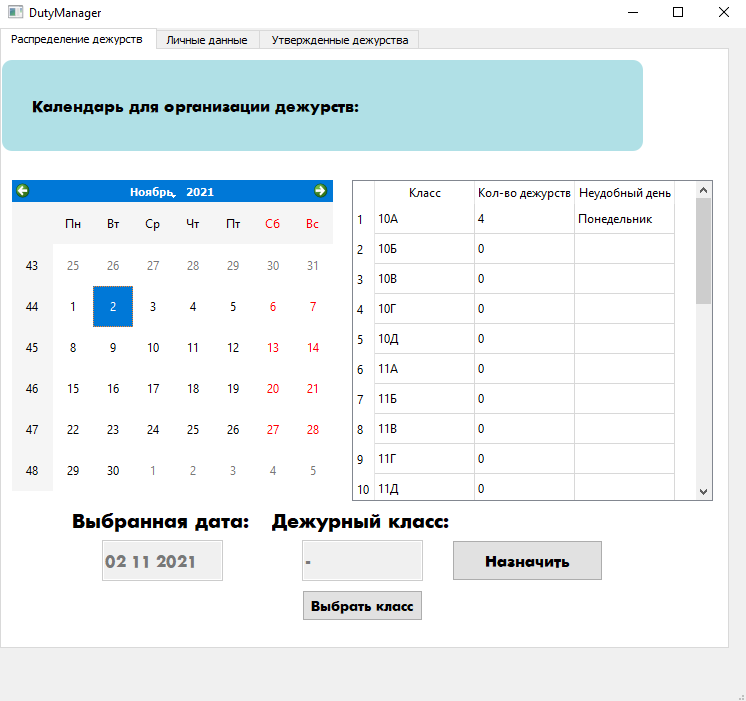 DutyManager
Распределение дежурств Личные данные Утвержденные дежурства
Календарь для организации дежурств:
Ноябрь, 2021
Пн Вт Ср Чт Пт Сб Вс
43 25 26 27 28 29 30 31
44 1 2 3 4 5 6 7
45 8 9 10 11 12 13 14
46 15 16 17 18 19 20 21
47 22 23 24 25 26 27 28
48 29 30 1 2 3 4 5
Класс Кол-во дежурств Неудобный день
1 10А 4 Понедельник
2 10Б 0
3 10В 0
4 10Г 0
5 10Д 0
6 11А 0
7 11Б 0
8 11В 0
9 11Г 0
10 11Д 0
Выбранная дата: Дежурный класс:
02 11 2021 - Назначить
Выбрать класс